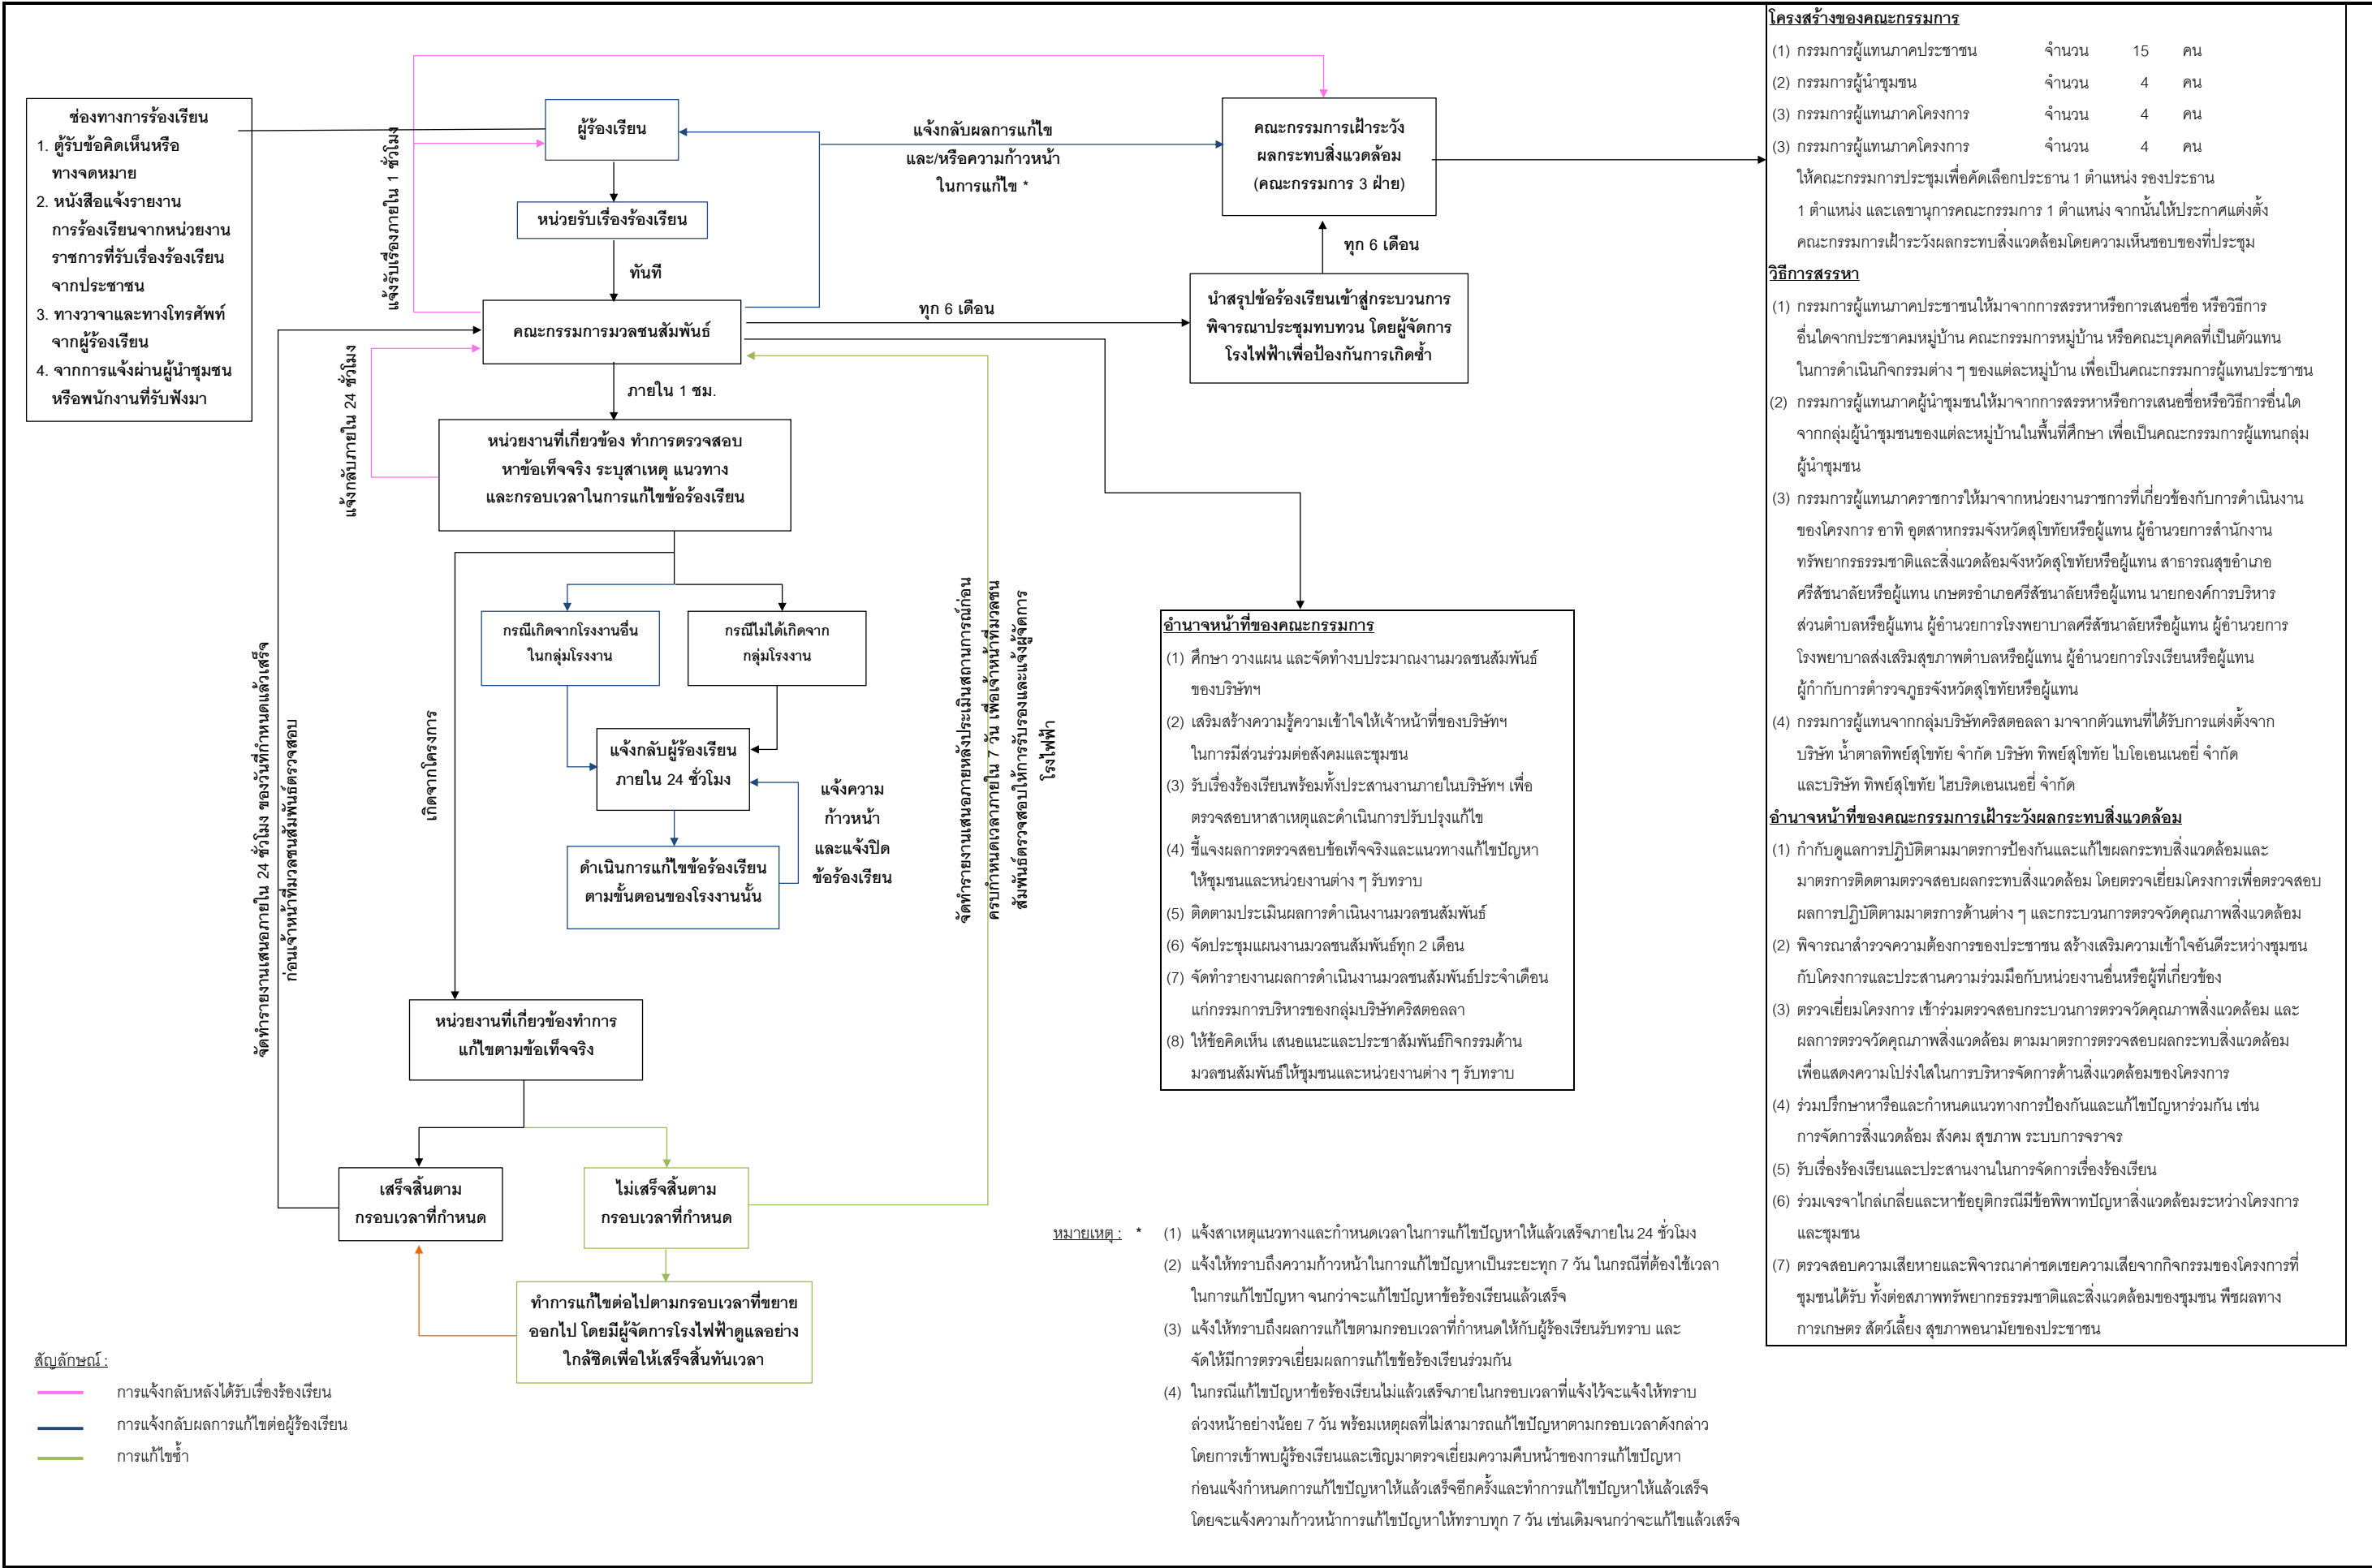 ช่องทางการร้องเรียน
1. ตู้รับข้อคิดเห็นหรือ
ทางจดหมาย
2. หนังสือแจ้งรายงาน
การร้องเรียนจากหน่วยงาน
ราชการที่รับเรื่องร้องเรียน
จากประชาชน
3. ทางวาจาและทางโทรศัพท์
จากผู้ร้องเรียน
4. จากการแจ้งผ่านผู้นำชุมชน
หรือพนักงานที่รับฟังมา
ผู้ร้องเรียน
หน่วยรับเรื่องร้องเรียน
ทันที
แจ้งรับเรื่องภายใน 1 ชั่วโมง
คณะกรรมการมวลชนสัมพันธ์
แจ้งกลับผลการแก้ไข
และ/หรือความก้าวหน้า
ในการแก้ไข *
คณะกรรมการเฝ้าระวัง
ผลกระทบสิ่งแวดล้อม
(คณะกรรมการ 3 ฝ่าย)
ทุก 6 เดือน
ทุก 6 เดือน
นำสรุปข้อร้องเรียนเข้าสู่กระบวนการ
พิจารณาประชุมทบทวน โดยผู้จัดการ
โรงไฟฟ้าเพื่อป้องกันการเกิดซ้ำ
ภายใน 1 ชม.
แจ้งกลับภายใน 24 ชั่วโมง
หน่วยงานที่เกี่ยวข้อง ทำการตรวจสอบ
หาข้อเท็จจริง ระบุสาเหตุ แนวทาง
และกรอบเวลาในการแก้ไขข้อร้องเรียน
กรณีเกิดจากโรงงานอื่น
ในกลุ่มโรงงาน
กรณีไม่ได้เกิดจาก
กลุ่มโรงงาน
เกิดจากโครงการ
แจ้งกลับผู้ร้องเรียน
ภายใน 24 ชั่วโมง
แจ้งความ
ก้าวหน้า
และแจ้งปิด
ข้อร้องเรียน
ดำเนินการแก้ไขข้อร้องเรียน
ตามขั้นตอนของโรงงานนั้น
จัดทำรายงานเสนอภายใน 24 ชั่วโมง ของวันที่กำหนดแล้วเสร็จ
ก่อนเจ้าหน้าที่มวลชนสัมพันธ์ตรวจสอบ
จัดทำรายงานเสนอภายหลังประเมินสถานการณ์ก่อน
ครบกำหนดเวลาภายใน 7 วัน เพื่อเจ้าหน้าที่มวลชน
สัมพันธ์ตรวจสอบให้การรับรองและแจ้งผู้จัดการ
โรงไฟฟ้า
หน่วยงานที่เกี่ยวข้องทำการ
แก้ไขตามข้อเท็จจริง
เสร็จสิ้นตาม
กรอบเวลาที่กำหนด
ไม่เสร็จสิ้นตาม
กรอบเวลาที่กำหนด
ทำการแก้ไขต่อไปตามกรอบเวลาที่ขยาย
ออกไป โดยมีผู้จัดการโรงไฟฟ้าดูแลอย่าง
ใกล้ชิดเพื่อให้เสร็จสิ้นทันเวลา
สัญลักษณ์ :
การแจ้งกลับหลังได้รับเรื่องร้องเรียน
การแจ้งกลับผลการแก้ไขต่อผู้ร้องเรียน
การแก้ไขซ้ำ
อำนาจหน้าที่ของคณะกรรมการ
(1) ศึกษา วางแผน และจัดทำงบประมาณงานมวลชนสัมพันธ์
ของบริษัทฯ
(2) เสริมสร้างความรู้ความเข้าใจให้เจ้าหน้าที่ของบริษัทฯ
ในการมีส่วนร่วมต่อสังคมและชุมชน
(3) รับเรื่องร้องเรียนพร้อมทั้งประสานงานภายในบริษัทฯ เพื่อ
ตรวจสอบหาสาเหตุและดำเนินการปรับปรุงแก้ไข
(4) ชี้แจงผลการตรวจสอบข้อเท็จจริงและแนวทางแก้ไขปัญหา
ให้ชุมชนและหน่วยงานต่าง ๆ รับทราบ
(5) ติดตามประเมินผลการดำเนินงานมวลชนสัมพันธ์
(6) จัดประชุมแผนงานมวลชนสัมพันธ์ทุก 2 เดือน
(7) จัดทำรายงานผลการดำเนินงานมวลชนสัมพันธ์ประจำเดือน
แก่กรรมการบริหารของกลุ่มบริษัทคริสตอลลา
(8) ให้ข้อคิดเห็น เสนอแนะและประชาสัมพันธ์กิจกรรมด้าน
มวลชนสัมพันธ์ให้ชุมชนและหน่วยงานต่าง ๆ รับทราบ
หมายเหตุ : * (1) แจ้งสาเหตุแนวทางและกำหนดเวลาในการแก้ไขปัญหาให้แล้วเสร็จภายใน 24 ชั่วโมง
(2) แจ้งให้ทราบถึงความก้าวหน้าในการแก้ไขปัญหาเป็นระยะทุก 7 วัน ในกรณีที่ต้องใช้เวลา
ในการแก้ไขปัญหา จนกว่าจะแก้ไขปัญหาข้อร้องเรียนแล้วเสร็จ
(3) แจ้งให้ทราบถึงผลการแก้ไขตามกรอบเวลาที่กำหนดให้กับผู้ร้องเรียนรับทราบ และ
จัดให้มีการตรวจเยี่ยมผลการแก้ไขข้อร้องเรียนร่วมกัน
(4) ในกรณีแก้ไขปัญหาข้อร้องเรียนไม่แล้วเสร็จภายในกรอบเวลาที่แจ้งไว้จะแจ้งให้ทราบ
ล่วงหน้าอย่างน้อย 7 วัน พร้อมเหตุผลที่ไม่สามารถแก้ไขปัญหาตามกรอบเวลาดังกล่าว
โดยการเข้าพบผู้ร้องเรียนและเชิญมาตรวจเยี่ยมความคืบหน้าของการแก้ไขปัญหา
ก่อนแจ้งกำหนดการแก้ไขปัญหาให้แล้วเสร็จอีกครั้งและทำการแก้ไขปัญหาให้แล้วเสร็จ
โดยจะแจ้งความก้าวหน้าการแก้ไขปัญหาให้ทราบทุก 7 วัน เช่นเดิมจนกว่าจะแก้ไขแล้วเสร็จ
โครงสร้างของคณะกรรมการ
(1) กรรมการผู้แทนภาคประชาชน จำนวน 15 คน
(2) กรรมการผู้นำชุมชน จำนวน 4 คน
(3) กรรมการผู้แทนภาคโครงการ จำนวน 4 คน
(3) กรรมการผู้แทนภาคโครงการ จำนวน 4 คน
ให้คณะกรรมการประชุมเพื่อคัดเลือกประธาน 1 ตำแหน่ง รองประธาน
1 ตำแหน่ง และเลขานุการคณะกรรมการ 1 ตำแหน่ง จากนั้นให้ประกาศแต่งตั้ง
คณะกรรมการเฝ้าระวังผลกระทบสิ่งแวดล้อมโดยความเห็นชอบของที่ประชุม
วิธีการสรรหา
(1) กรรมการผู้แทนภาคประชาชนให้มาจากการสรรหาหรือการเสนอชื่อ หรือวิธีการ
อื่นใดจากประชาคมหมู่บ้าน คณะกรรมการหมู่บ้าน หรือคณะบุคคลที่เป็นตัวแทน
ในการดำเนินกิจกรรมต่าง ๆ ของแต่ละหมู่บ้าน เพื่อเป็นคณะกรรมการผู้แทนประชาชน
(2) กรรมการผู้แทนภาคผู้นำชุมชนให้มาจากการสรรหาหรือการเสนอชื่อหรือวิธีการอื่นใด
จากกลุ่มผู้นำชุมชนของแต่ละหมู่บ้านในพื้นที่ศึกษา เพื่อเป็นคณะกรรมการผู้แทนกลุ่ม
ผู้นำชุมชน
(3) กรรมการผู้แทนภาคราชการให้มาจากหน่วยงานราชการที่เกี่ยวข้องกับการดำเนินงาน
ของโครงการ อาทิ อุตสาหกรรมจังหวัดสุโขทัยหรือผู้แทน ผู้อำนวยการสำนักงาน
ทรัพยากรธรรมชาติและสิ่งแวดล้อมจังหวัดสุโขทัยหรือผู้แทน สาธารณสุขอำเภอ
ศรีสัชนาลัยหรือผู้แทน เกษตรอำเภอศรีสัชนาลัยหรือผู้แทน นายกองค์การบริหาร
ส่วนตำบลหรือผู้แทน ผู้อำนวยการโรงพยาบาลศรีสัชนาลัยหรือผู้แทน ผู้อำนวยการ
โรงพยาบาลส่งเสริมสุขภาพตำบลหรือผู้แทน ผู้อำนวยการโรงเรียนหรือผู้แทน
ผู้กำกับการตำรวจภูธรจังหวัดสุโขทัยหรือผู้แทน
(4) กรรมการผู้แทนจากกลุ่มบริษัทคริสตอลลา มาจากตัวแทนที่ได้รับการแต่งตั้งจาก
บริษัท น้ำตาลทิพย์สุโขทัย จำกัด บริษัท ทิพย์สุโขทัย ไบโอเอนเนอยี่ จำกัด
และบริษัท ทิพย์สุโขทัย ไฮบริดเอนเนอยี่ จำกัด
อำนาจหน้าที่ของคณะกรรมการเฝ้าระวังผลกระทบสิ่งแวดล้อม
(1) กำกับดูแลการปฏิบัติตามมาตรการป้องกันและแก้ไขผลกระทบสิ่งแวดล้อมและ
มาตรการติดตามตรวจสอบผลกระทบสิ่งแวดล้อม โดยตรวจเยี่ยมโครงการเพื่อตรวจสอบ
ผลการปฏิบัติตามมาตรการด้านต่าง ๆ และกระบวนการตรวจวัดคุณภาพสิ่งแวดล้อม
(2) พิจารณาสำรวจความต้องการของประชาชน สร้างเสริมความเข้าใจอันดีระหว่างชุมชน
กับโครงการและประสานความร่วมมือกับหน่วยงานอื่นหรือผู้ที่เกี่ยวข้อง
(3) ตรวจเยี่ยมโครงการ เข้าร่วมตรวจสอบกระบวนการตรวจวัดคุณภาพสิ่งแวดล้อม และ
ผลการตรวจวัดคุณภาพสิ่งแวดล้อม ตามมาตรการตรวจสอบผลกระทบสิ่งแวดล้อม
เพื่อแสดงความโปร่งใสในการบริหารจัดการด้านสิ่งแวดล้อมของโครงการ
(4) ร่วมปรึกษาหารือและกำหนดแนวทางการป้องกันและแก้ไขปัญหาร่วมกัน เช่น
การจัดการสิ่งแวดล้อม สังคม สุขภาพ ระบบการจราจร
(5) รับเรื่องร้องเรียนและประสานงานในการจัดการเรื่องร้องเรียน
(6) ร่วมเจรจาไกล่เกลี่ยและหาข้อยุติกรณีมีข้อพิพาทปัญหาสิ่งแวดล้อมระหว่างโครงการ
และชุมชน
(7) ตรวจสอบความเสียหายและพิจารณาค่าชดเชยความเสียจากกิจกรรมของโครงการที่
ชุมชนได้รับ ทั้งต่อสภาพทรัพยากรธรรมชาติและสิ่งแวดล้อมของชุมชน พืชผลทาง
การเกษตร สัตว์เลี้ยง สุขภาพอนามัยของประชาชน